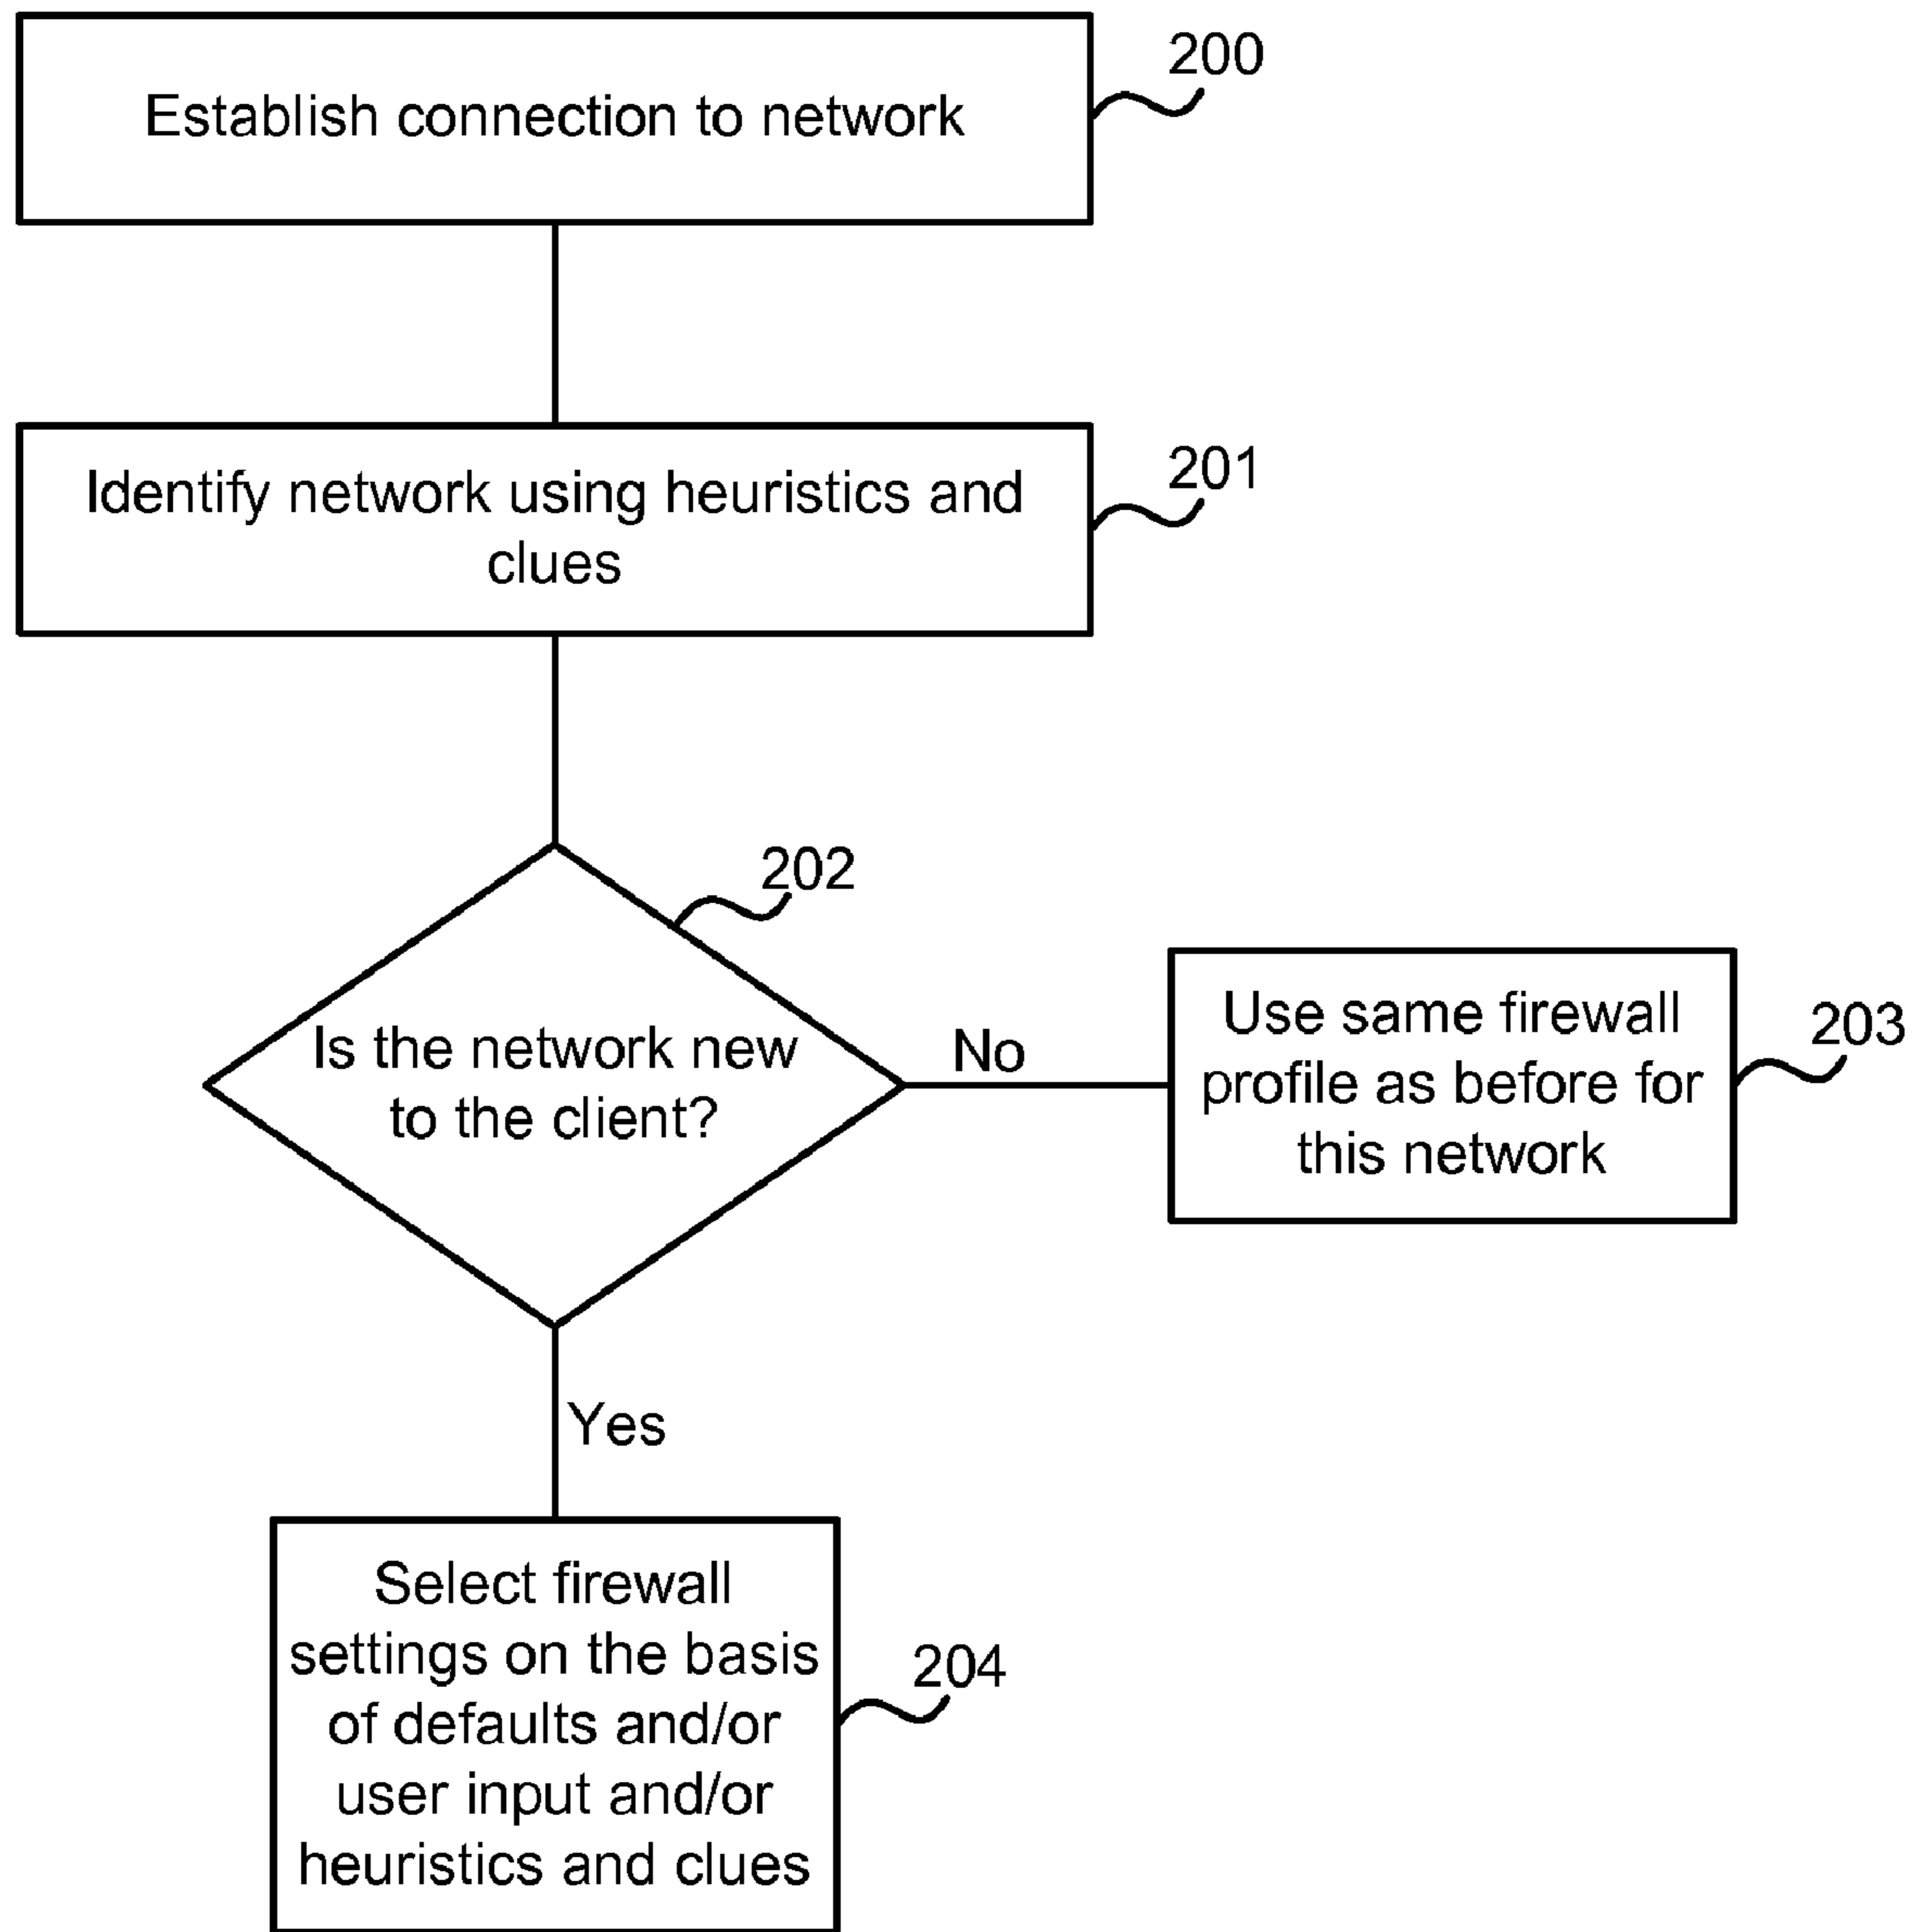 Establish connection to network
200
Identify network using heuristics and
clues
201
202
Is the network new
to the client?
No
Use same firewall
profile as before for
this network
203
Yes
Select firewall
settings on the basis
of defaults and/or
user input and/or
heuristics and clues
204